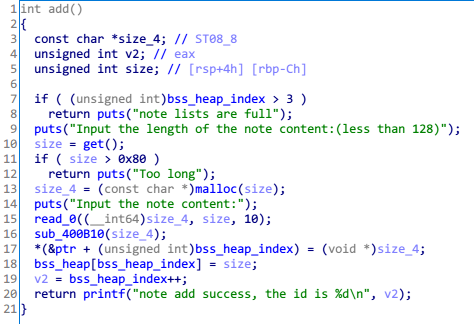 1 int add()
2 {
3 const char *size_4; // ST08_8
4 unsigned int v2; // eax
5 unsigned int size; // [rsp+4h] [rbp-Ch]
6
7 if ( (unsigned int)bss_heap_index > 3 )
8 return puts("note lists are full");
9 puts("Input the length of the note content:(less than 128)");
10 size = get();
11 if ( size > 0x80 )
12 return puts("Too long");
13 size_4 = (const char *)malloc(size);
14 puts("Input the note content:");
15 read_0((__int64)size_4, size, 10);
16 sub_400B10(size_4);
17 *(&ptr + (unsigned int)bss_heap_index) = (void *)size_4;
18 bss_heap[bss_heap_index] = size;
19 v2 = bss_heap_index++;
20 return printf("note add success, the id is %d\n", v2);
21 }